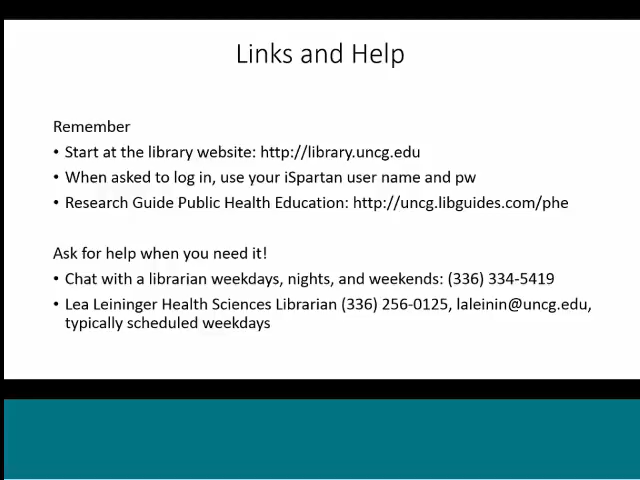 Links and Help
Remember
• Start at the library website: http://library.uncg.edu
• When asked to log in, use your iSpartan user name and pw
• Research Guide Public Health Education: http://uncg.libguides.com/phe
Ask for help when you need it!
• Chat with a librarian weekdays, nights, and weekends: (336) 334-5419
• Lea Leininger Health Sciences Librarian (336) 256-0125, laleinin@uncg.edu,
typically scheduled weekdays